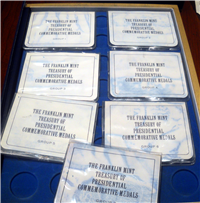 THE FRANKLIN MINT
TREASURY OF
PRESIDENTIAL
COMMEMORATIVE MEDALS
THE FRANKLIN MINT
TREASURY OF
PRESIDENTIAL
COMMEMORATIVE MEDALS
THE FRANKLIN MINT
TREASURY OF
PRESIDENTIAL
COMMEMORATIVE MEDALS
THE FRANKLIN MINT
TREASURY OF
PRESIDENTIAL
COMMEMORATIVE MEDALS
THE FRANKLIN MINT
TREASURY OF
PRESIDENTIAL
COMMEMORATIVE MEDALS
THE FRANKLIN MINT
TREASURY OF
PRESIDENTIAL
COMMEMORATIVE MEDALS
THE FRANKLIN MINT
TREASURY OF
PRESIDENTIAL
COMMEMORATIVE MEDALS